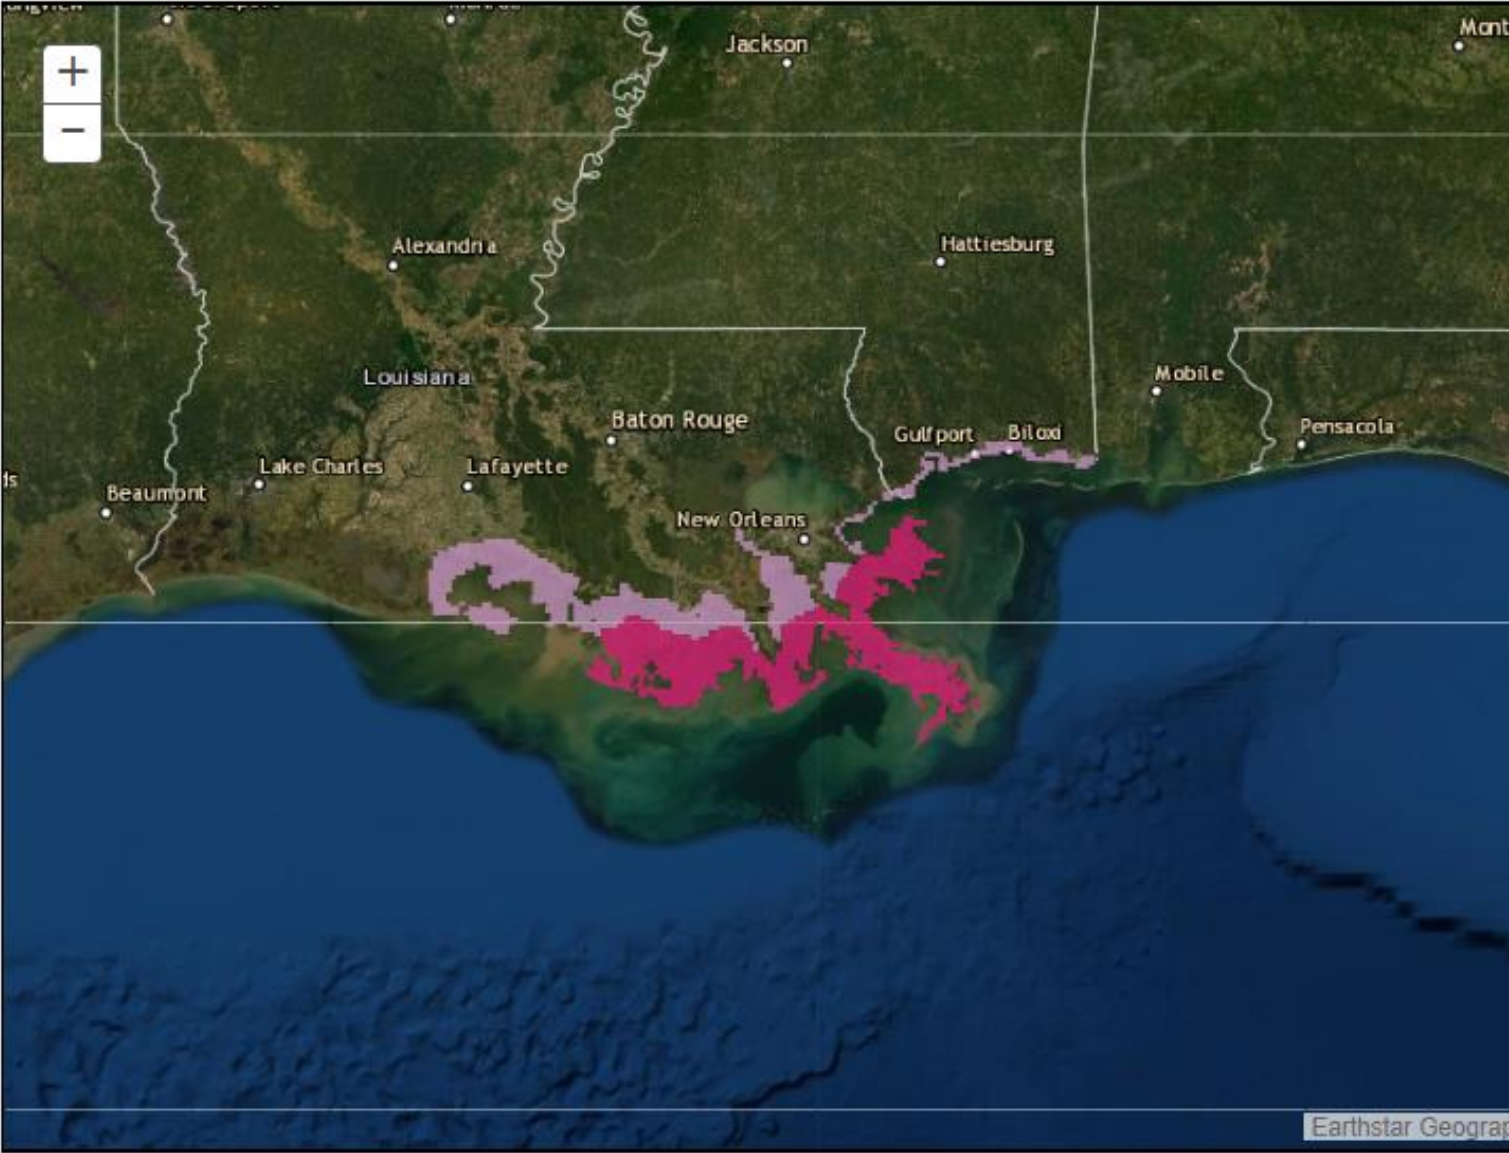 +
−
Jackson
Mont
Alexandria
Hattiesburg
Louisiana
Mobile
Baton Rouge
Pensacola
Gulfport
Biloxi
Lake Charles
Lafayette
ds
Beaumont
New Orleans
Earthstar Geograp